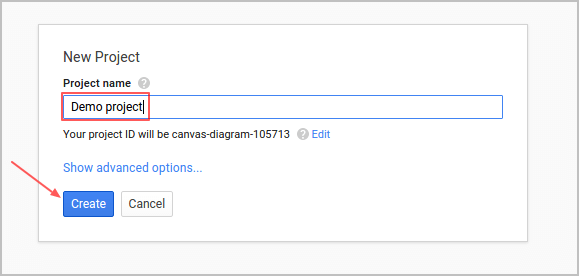 New Project
Project name ?
Demo project
Your project ID will be canvas-diagram-105713 ? Edit
Show advanced options...
Create Cancel